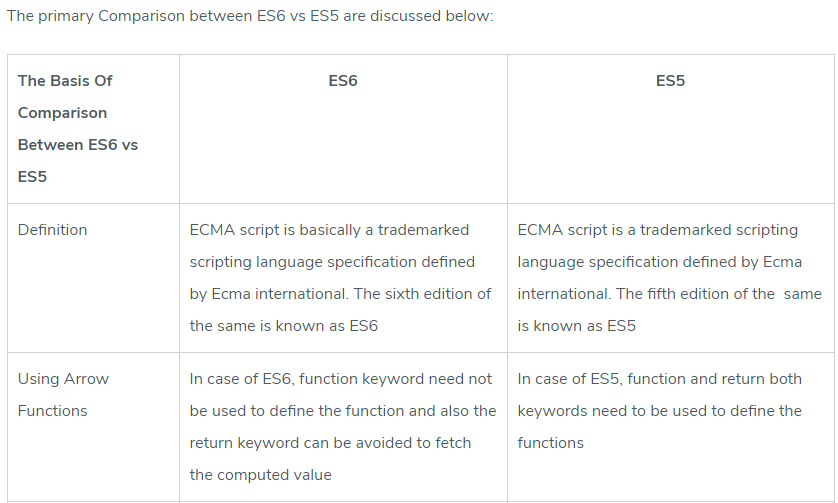 The primary Comparison between ES6 vs ES5 are discussed below:
The Basis Of
Comparison
Between ES6 vs
ES5
ES6
ES5
Definition
ECMA script is basically a trademarked
scripting language specification defined
by Ecma international. The sixth edition of
the same is known as ES6
ECMA script is a trademarked scripting
language specification defined by Ecma
international. The fifth edition of the  same
is known as ES5
Using Arrow
Functions
In case of ES6, function keyword need not
be used to define the function and also the
return keyword can be avoided to fetch
the computed value
In case of ES5, function and return both
keywords need to be used to define the
functions